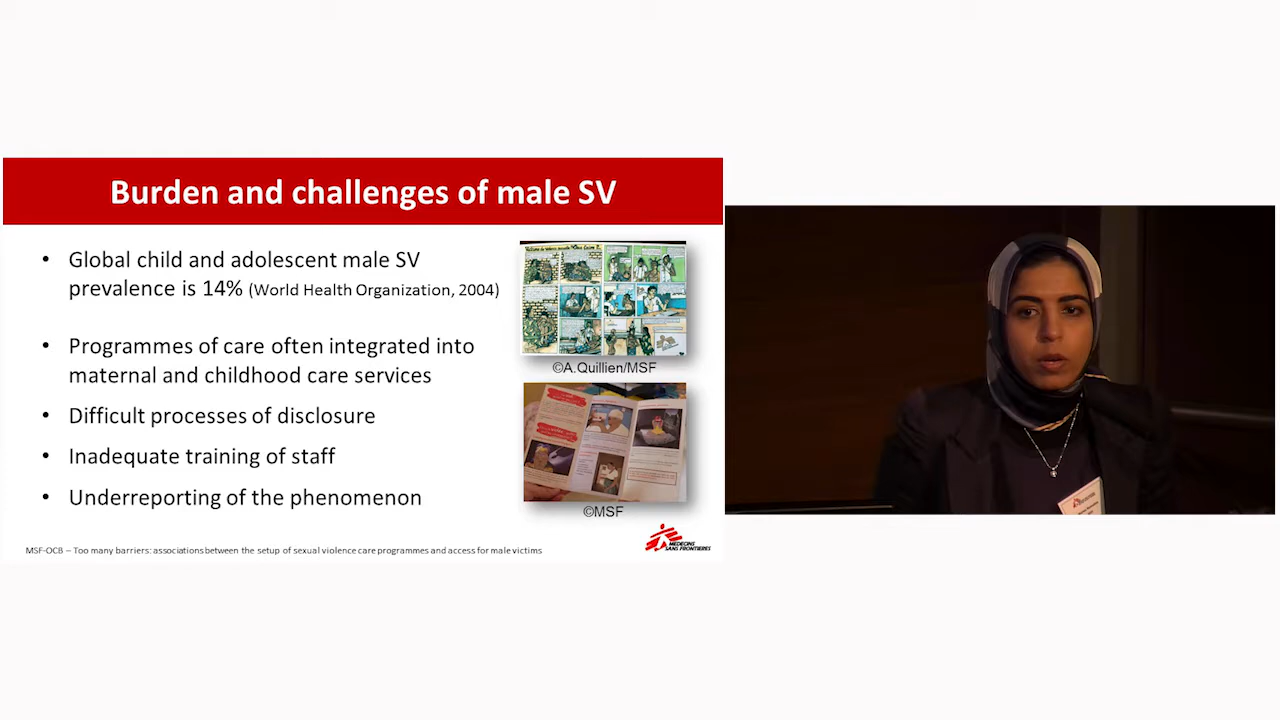 Burden and challenges of male SV
• Global child and adolescent male SV
prevalence is 14% (World Health Organization, 2004)
• Programmes of care often integrated into
maternal and childhood care services
• Difficult processes of disclosure
• Inadequate training of staff
• Underreporting of the phenomenon
©A.Quillien/MSF
©MSF
MSF-OCB – Too many barriers: associations between the setup of sexual violence care programmes and access for male victims
MEDECINS
SANS FRONTIERES